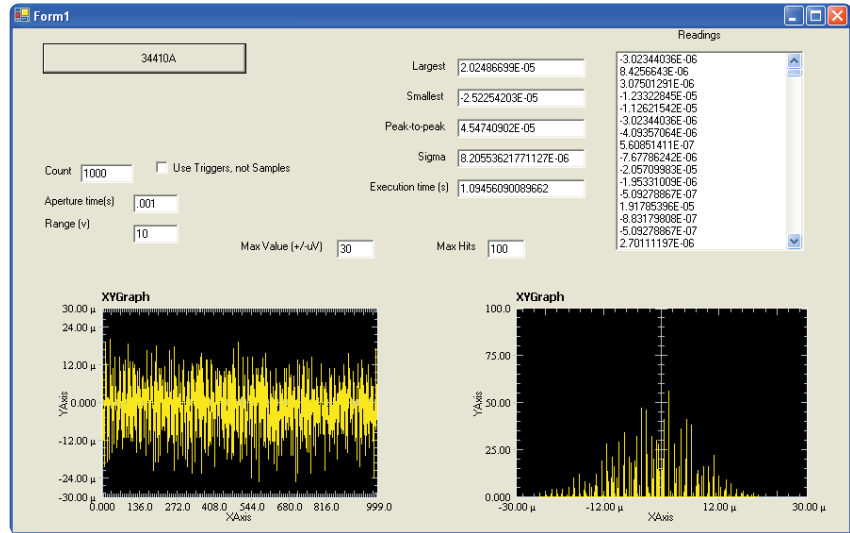 Form1
34410A
Largest 2.02486699E-05
Smallest -2.52254203E-05
Peak-to-peak 4.54740902E-05
Sigma 8.20553621771127E-06
Execution time (s) 1.09456090089662
Readings
-3.02344036E-06
8.4256643E-06
3.07501291E-06
-1.23322845E-05
-1.12621542E-05
-3.02344036E-06
-4.09357064E-06
5.60851411E-07
-7.67786242E-06
-2.05709983E-05
-1.95331009E-06
-5.09278867E-07
1.91785396E-05
-8.83179808E-07
-5.09278867E-07
2.70111197E-06
Count 1000
Use Triggers, not Samples
Aperture time(s) .001
Range (v) 10
Max Value (+/-uV) 30
Max Hits 100
XYGraph
30.00 µ
24.00 µ
12.00 µ
0.000
-12.00 µ
-24.00 µ
-30.00 µ
YAxis
0.000 136.0 272.0 408.0 544.0 680.0 816.0 999.0
XAxis
XYGraph
100.0
75.00
50.00
25.00
0.000
YAxis
-30.00 µ -12.00 µ 12.00 µ 30.00 µ
XAxis